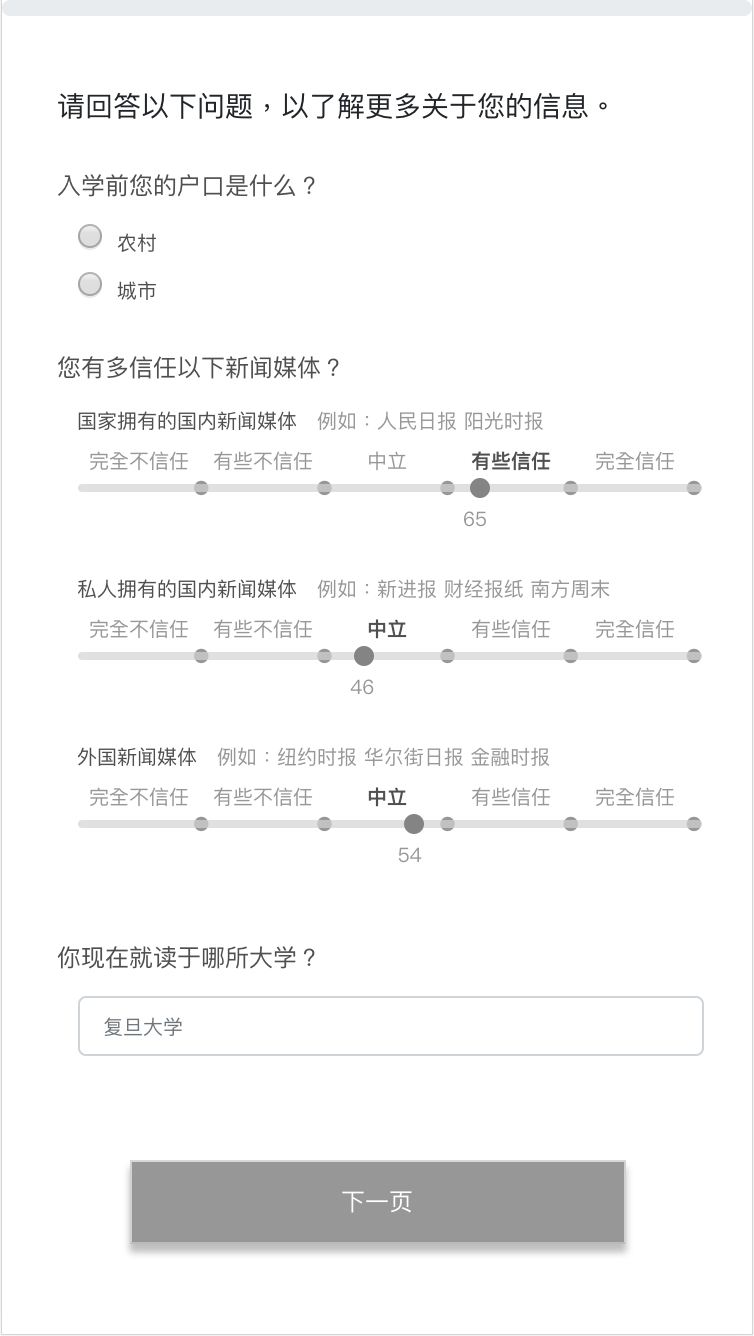 请回答以下问题，以了解更多关于您的信息。
入学前您的户口是什么？
农村
城市
您有多信任以下新闻媒体？
国家拥有的国内新闻媒体 例如：人民日报 阳光时报
完全不信任 有些不信任 中立 有些信任 完全信任
65
私人拥有的国内新闻媒体 例如：新进报 财经报纸 南方周末
完全不信任 有些不信任 中立 有些信任 完全信任
46
外国新闻媒体 例如：纽约时报 华尔街日报 金融时报
完全不信任 有些不信任 中立 有些信任 完全信任
54
你现在就读于哪所大学？
复旦大学
下一页